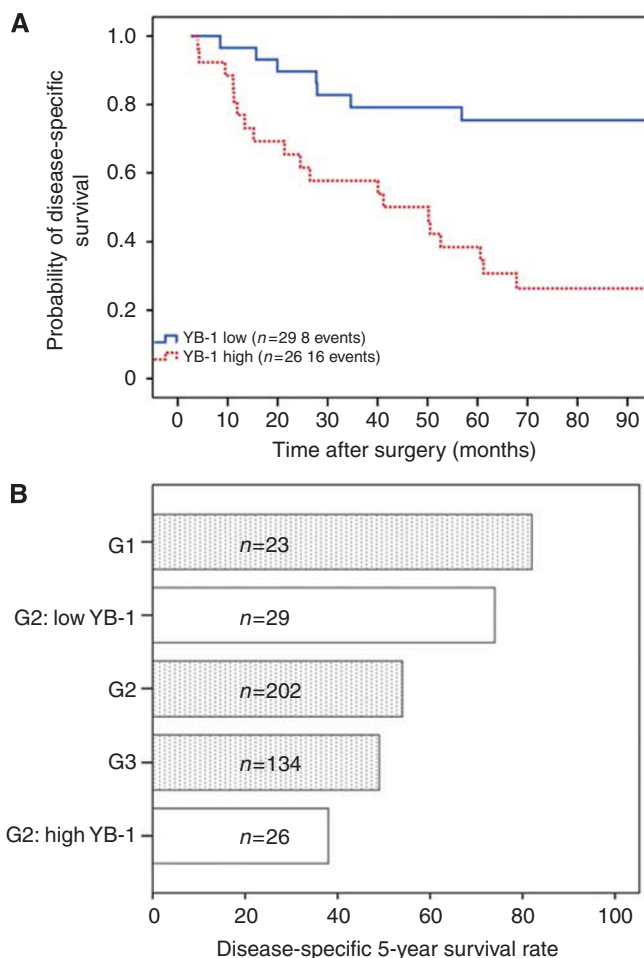 A
Probability of disease-specific
survival
1.0
0.8
0.6
0.4
0.2
0
YB-1 low (n=29 8 events)
YB-1 high (n=26 16 events)
0 10 20 30 40 50 60 70 80 90
Time after surgery (months)
B
G1 n=23
G2: low YB-1 n=29
G2 n=202
G3 n=134
G2: high YB-1 n=26
0 20 40 60 80 100
Disease-specific 5-year survival rate